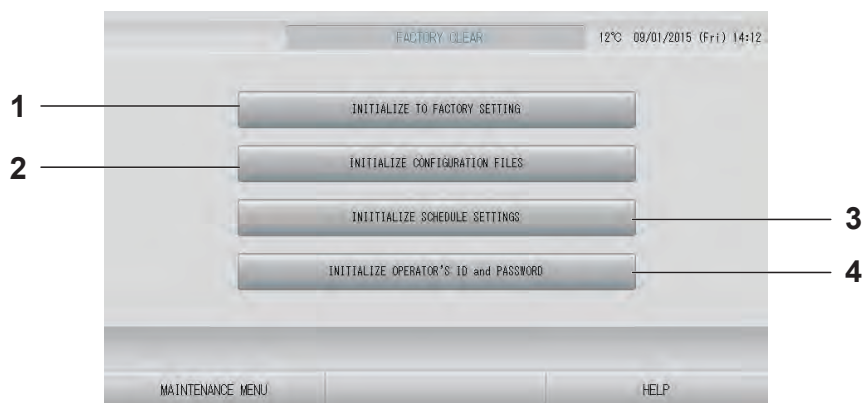 FACTORY CLEAR
12℃ 09/01/2015 (Fri) 14:12
1
INITIALIZE TO FACTORY SETTING
2
INITIALIZE CONFIGURATION FILES
INIITIALIZE SCHEDULE SETTINGS
3
INITIALIZE OPERATOR'S ID and PASSWORD
4
MAINTENANCE MENU
HELP